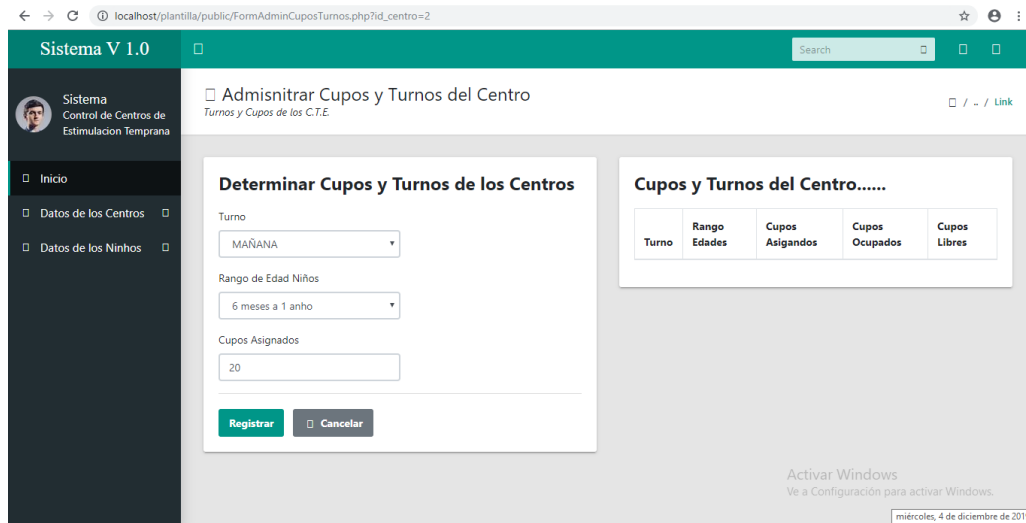 localhost/plantilla/public/FormAdminCuposTurnos.php?id_centro=2
Sistema V 1.0
Search
Sistema
Control de Centros de
Estimulacion Temprana
Admisnitrar Cupos y Turnos del Centro
Turnos y Cupos de los C.T.E.
/ .. / Link
Inicio
Datos de los Centros
Datos de los Ninhos
Determinar Cupos y Turnos de los Centros
Turno
MAÑANA
Rango de Edad Niños
6 meses a 1 anho
Cupos Asignados
20
Registrar
Cancelar
Cupos y Turnos del Centro......
Turno
Rango
Edades
Cupos
Asigandos
Cupos
Ocupados
Cupos
Libres
Activar Windows
Ve a Configuración para activar Windows.
miércoles, 4 de diciembre de 201